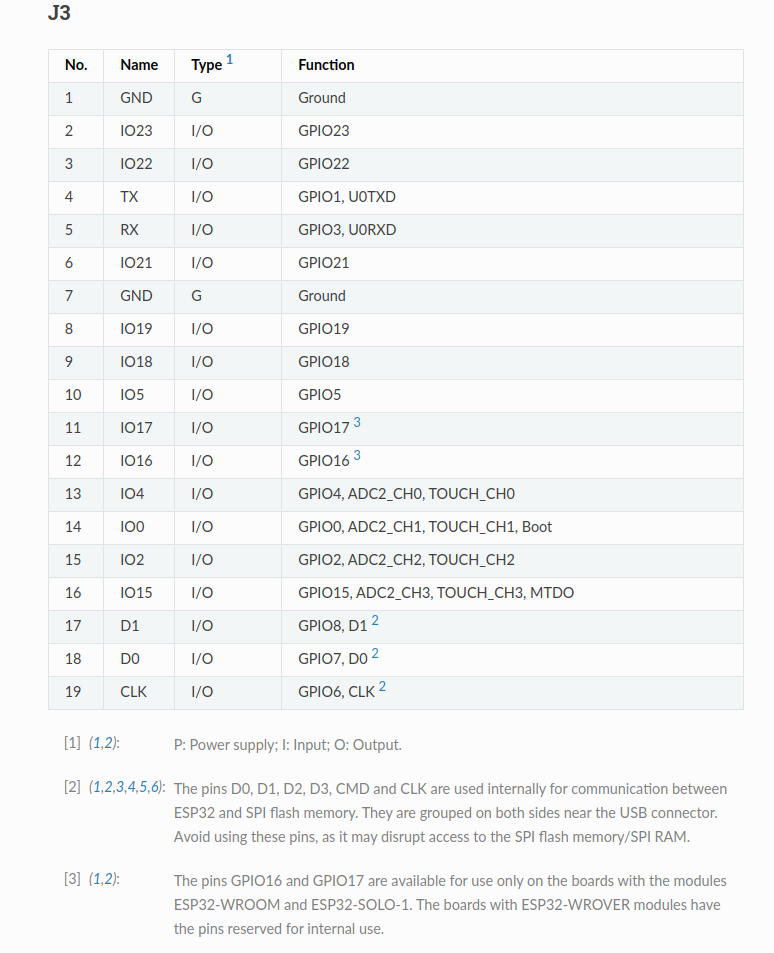 J3
No. Name Type 1 Function
1 GND G Ground
2 IO23 I/O GPIO23
3 IO22 I/O GPIO22
4 TX I/O GPIO1, U0TXD
5 RX I/O GPIO3, U0RXD
6 IO21 I/O GPIO21
7 GND G Ground
8 IO19 I/O GPIO19
9 IO18 I/O GPIO18
10 IO5 I/O GPIO5
11 IO17 I/O GPIO17 3
12 IO16 I/O GPIO16 3
13 IO4 I/O GPIO4, ADC2_CH0, TOUCH_CH0
14 IO0 I/O GPIO0, ADC2_CH1, TOUCH_CH1, Boot
15 IO2 I/O GPIO2, ADC2_CH2, TOUCH_CH2
16 IO15 I/O GPIO15, ADC2_CH3, TOUCH_CH3, MTDO
17 D1 I/O GPIO8, D1 2
18 D0 I/O GPIO7, D0 2
19 CLK I/O GPIO6, CLK 2
[1] (1,2): P: Power supply; I: Input; O: Output.
[2] (1,2,3,4,5,6): The pins D0, D1, D2, D3, CMD and CLK are used internally for communication between
ESP32 and SPI flash memory. They are grouped on both sides near the USB connector.
Avoid using these pins, as it may disrupt access to the SPI flash memory/SPI RAM.
[3] (1,2): The pins GPIO16 and GPIO17 are available for use only on the boards with the modules
ESP32-WROOM and ESP32-SOLO-1. The boards with ESP32-WROVER modules have
the pins reserved for internal use.